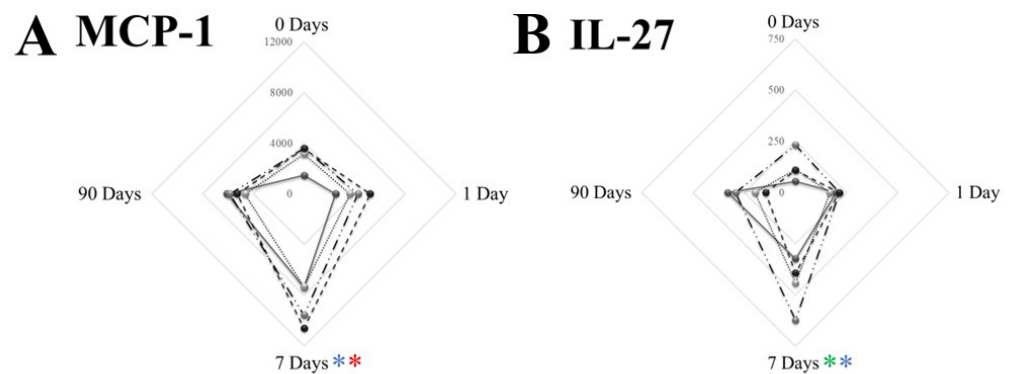 A MCP-1
0 Days
12000
8000
4000
0
90 Days
1 Day
7 Days **
B IL-27
0 Days
750
500
250
0
90 Days
1 Day
7 Days **